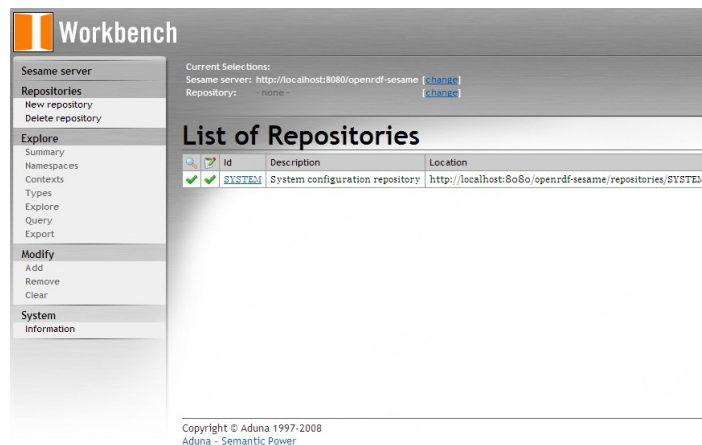 Workbench
Sesame server
Repositories
New repository
Delete repository
Explore
Summary
Namespaces
Contexts
Types
Explore
Query
Export
Modify
Add
Remove
Clear
System
Information
Current Selections:
Sesame server: http://localhost:8080/openrdf-sesame [change]
Repository: - none - [change]
List of Repositories
Id Description Location
SYSTEM System configuration repository http://localhost:8080/openrdf-sesame/repositories/SYSTEM
Copyright © Aduna 1997-2008
Aduna - Semantic Power